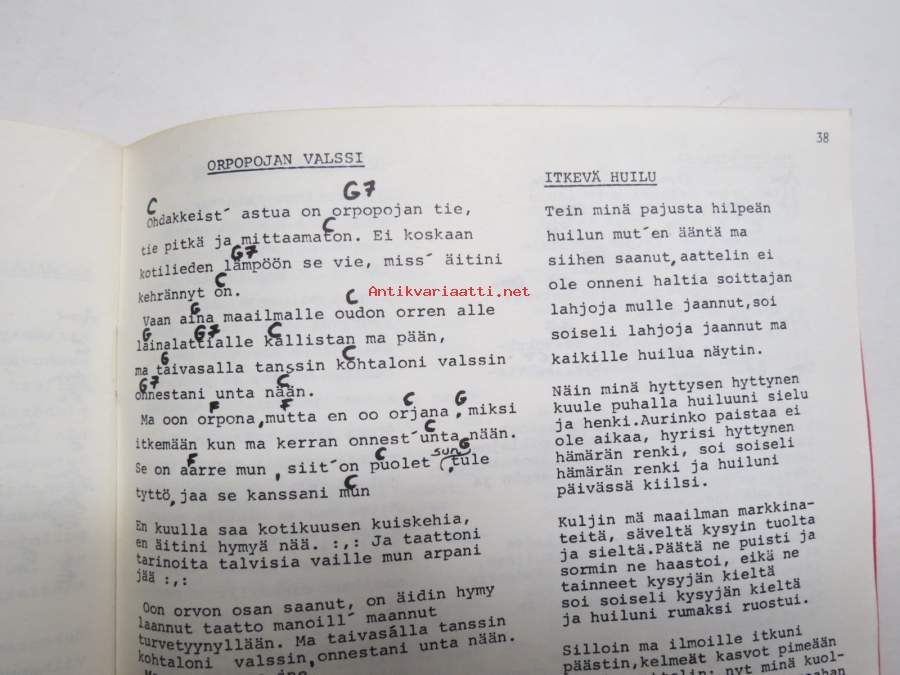 38
ORPOPOJAN VALSSI
C G7
Ohdakkeist´ astua on orpopojan tie,
C
tie pitkä ja mittaamaton. Ei koskaan
G7
kotilieden lämpöön se vie, miss´ äitini
C
kehrännyt on.
G C
Vaan aina maailmalle oudon orren alle
G G7 C
lainalattialle kallistan ma pään,
G C
ma taivasalla tanssin kohtaloni valssin
G7 C
onnestani unta nään.
F F C G
Ma oon orpona,mutta en oo orjana,miksi
C
itkemään kun ma kerran onnest´unta nään.
F C sun G
Se on aarre mun ,siit´on puolet ,tule
C
tyttö,jaa se kanssani mun
En kuulla saa kotikuusen kuiskehia,
en äitini hymyä nää. :,: Ja taattoni
tarinoita talvisia vaille mun arpani
jää :,:
Oon orvon osan saanut, on äidin hymy
laannut taatto manoill´ maannut
turvetyynyllään. Ma taivasalla tanssin
kohtaloni valssin,onnestani unta nään.
ITKEVÄ HUILU
Tein minä pajusta hilpeän
huilun mut´en ääntä ma
siihen saanut,aattelin ei
ole onneni haltia soittajan
lahjoja mulle jaannut,soi
soiseli lahjoja jaannut ma
kaikille huilua näytin.
Näin minä hyttysen hyttynen
kuule puhalla huiluuni sielu
ja henki.Aurinko paistaa ei
ole aikaa, hyrisi hyttynen
hämärän renki, soi soiseli
hämärän renki ja huiluni
päivässä kiilsi.
Kuljin mä maailman markkina-
teitä, säveltä kysyin tuolta
ja sieltä.Päätä ne puisti ja
sormin ne haastoi, eikä ne
tainneet kysyjän kieltä
soi soiseli kysyjän kieltä
ja huiluni rumaksi ruostui.
Silloin ma ilmoille itkuni
päästin,kelmeät kasvot pimeään
nyt minä kuol-
Antikvariaatti.net